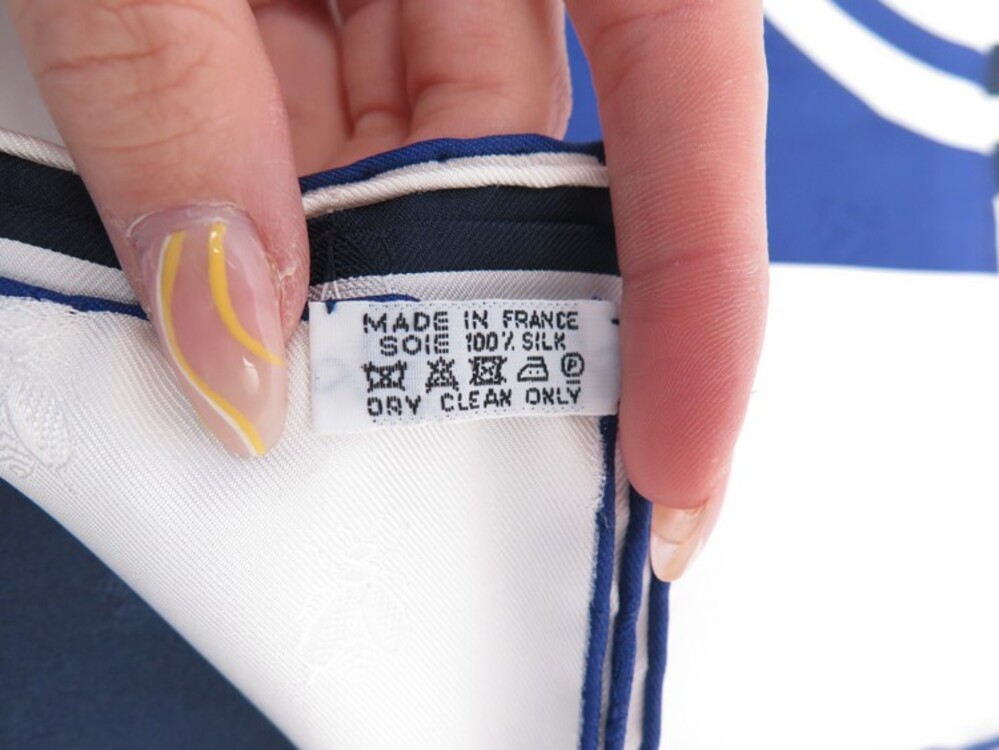 MADE IN FRANCE
SOIE 100% SILK
P
DRY CLEAN ONLY